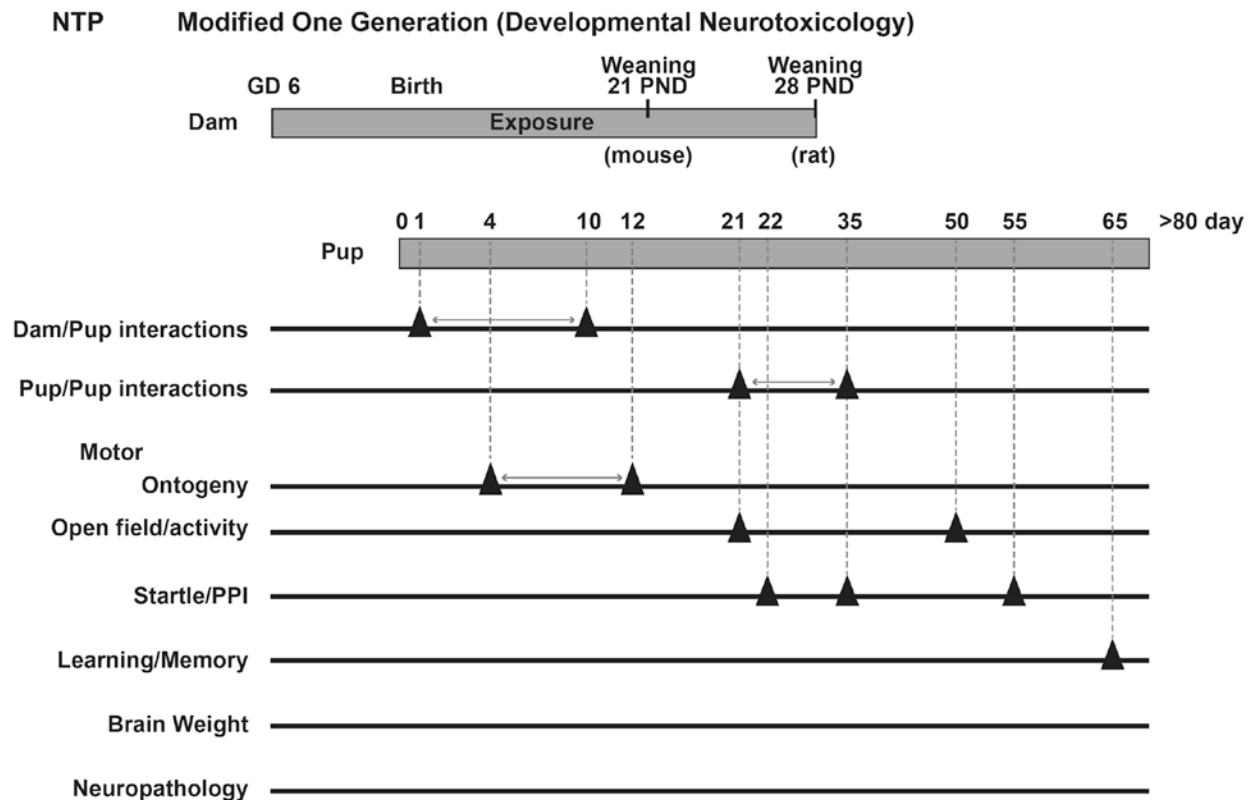 NTP Modified One Generation (Developmental Neurotoxicology)
Weaning Weaning
GD 6 Birth 21 PND 28 PND
Dam Exposure
(mouse) (rat)
0 1 4 10 12 21 22 35 50 55 65 >80 day
Pup
Dam/Pup interactions
Pup/Pup interactions
Motor
Ontogeny
Open field/activity
Startle/PPI
Learning/Memory
Brain Weight
Neuropathology